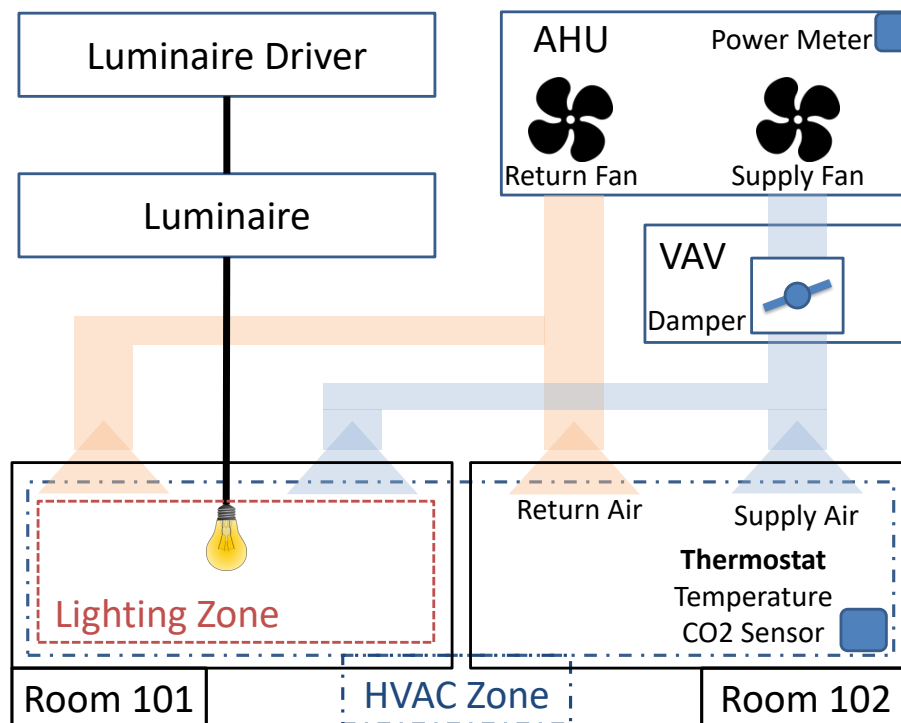 Luminaire Driver
AHU
Power Meter
Return Fan
Supply Fan
Luminaire
VAV
Damper
Return Air
Supply Air
Thermostat
Temperature
CO2 Sensor
Lighting Zone
Room 101
HVAC Zone
Room 102